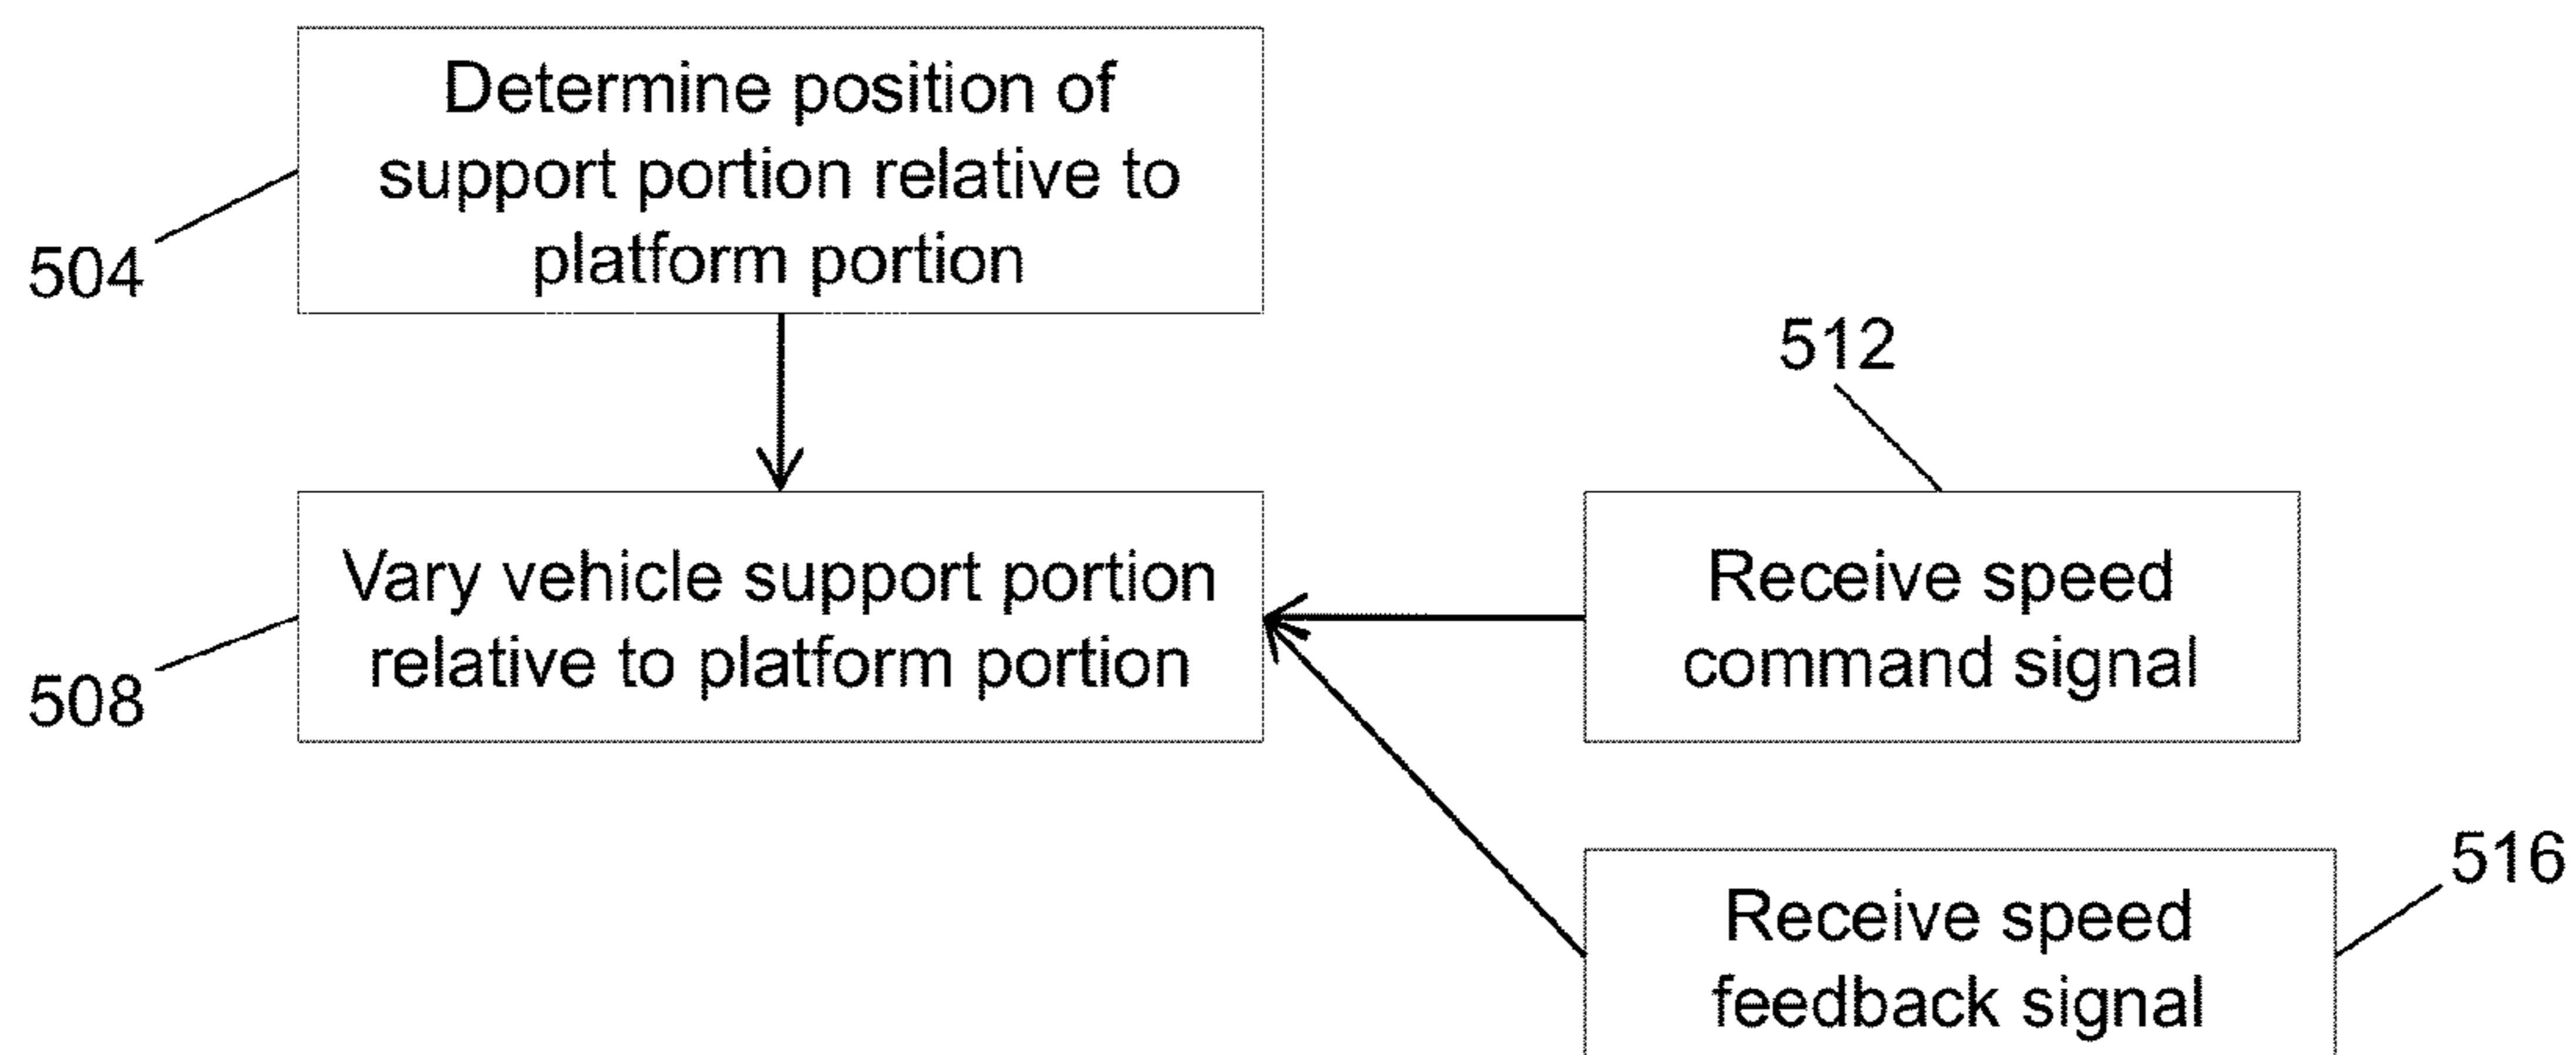 Determine position of
support portion relative to
platform portion
504
512
Vary vehicle support portion
relative to platform portion
508
Receive speed
command signal
516
Receive speed
feedback signal